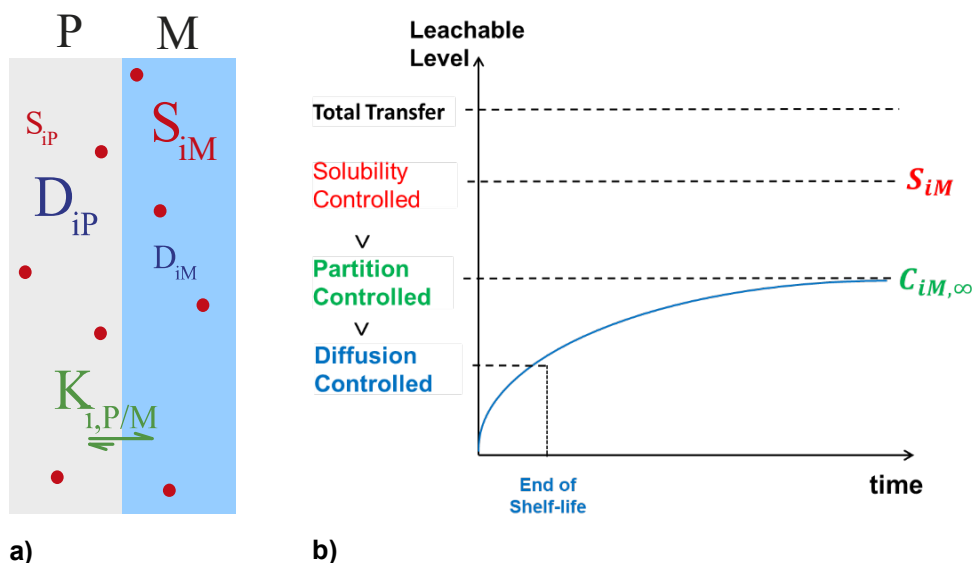 P M
S_iP
S_iM
D_iP
D_iM
K_i,P/M
a)
Leachable
Level
Total Transfer
Solubility
Controlled
S_iM
>
Partition
Controlled
C_iM,∞
>
Diffusion
Controlled
End of
Shelf-life
time
b)